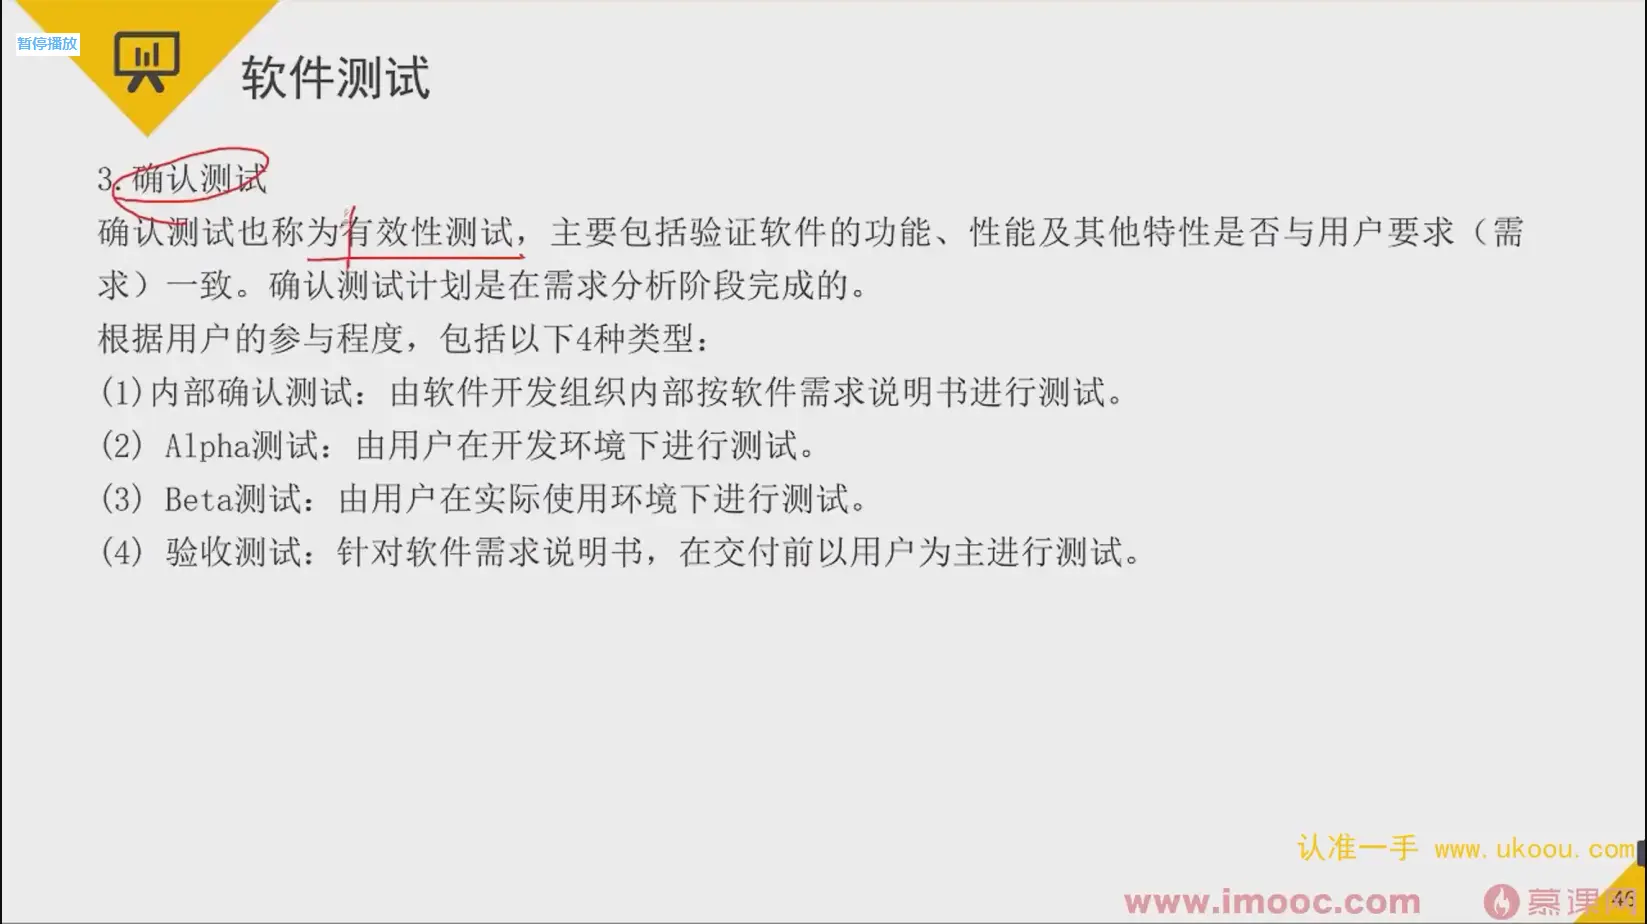 暂停播放
软件测试
3.确认测试
确认测试也称为有效性测试，主要包括验证软件的功能、性能及其他特性是否与用户要求（需
求）一致。确认测试计划是在需求分析阶段完成的。
根据用户的参与程度，包括以下4种类型：
(1)内部确认测试：由软件开发组织内部按软件需求说明书进行测试。
(2) Alpha测试：由用户在开发环境下进行测试。
(3) Beta测试：由用户在实际使用环境下进行测试。
(4) 验收测试：针对软件需求说明书，在交付前以用户为主进行测试。
认准一手 www.ukoou.com
www.imooc.com 慕课网